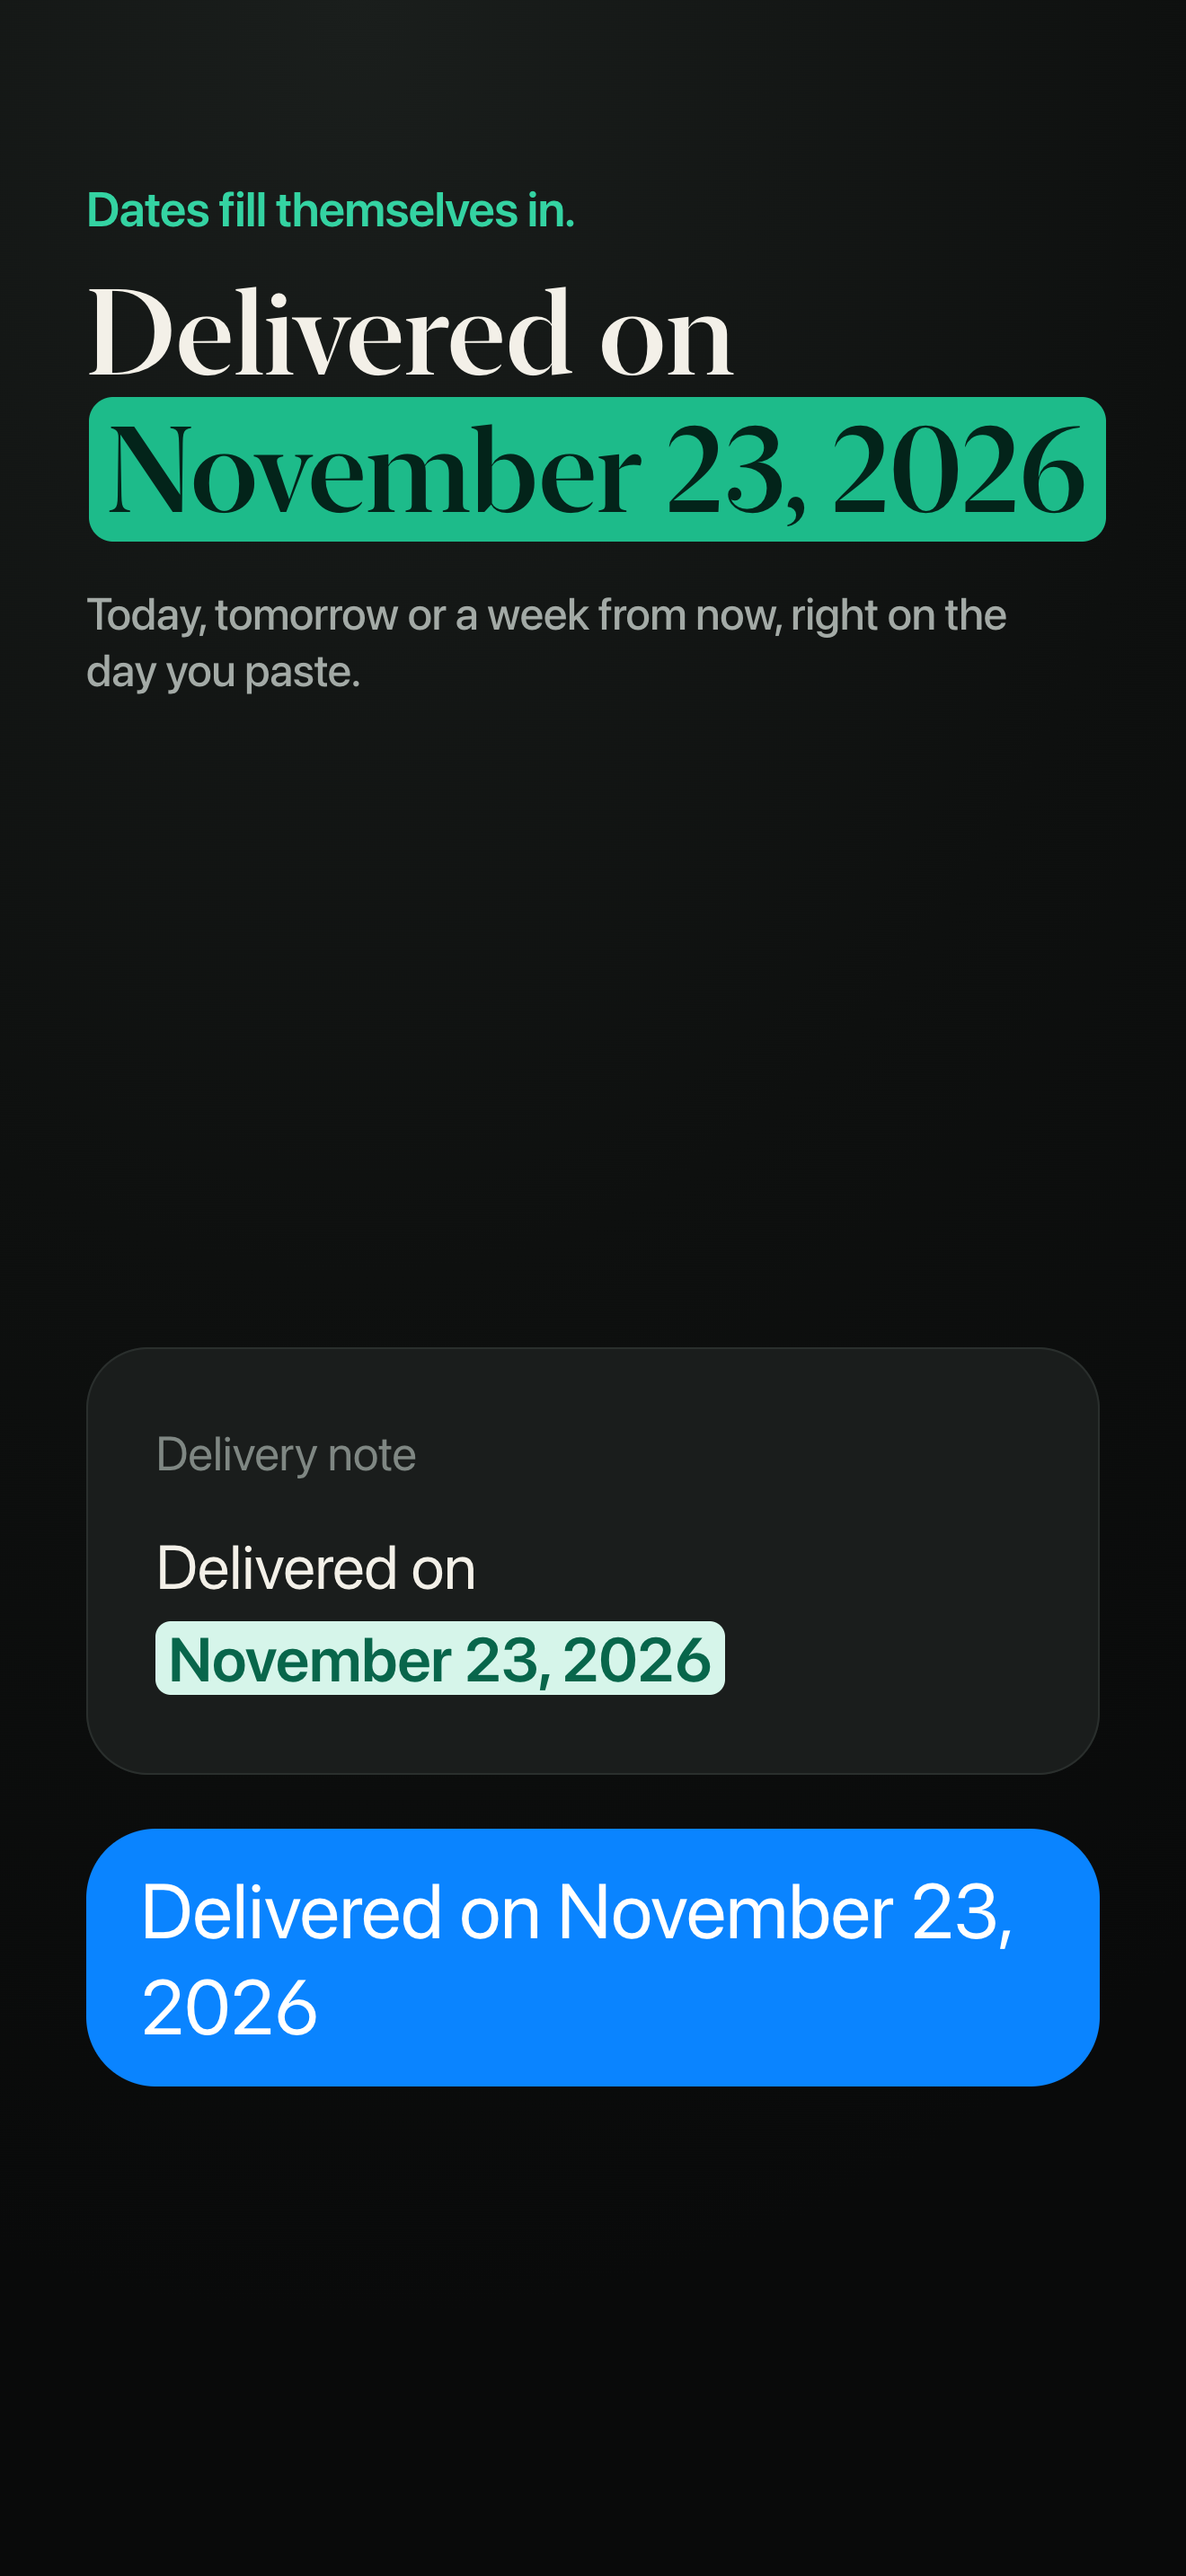 Dates fill themselves in.
Delivered on
November 23, 2026
Today, tomorrow or a week from now, right on the
day you paste.
Delivery note
Delivered on
November 23, 2026
Delivered on November 23,
2026